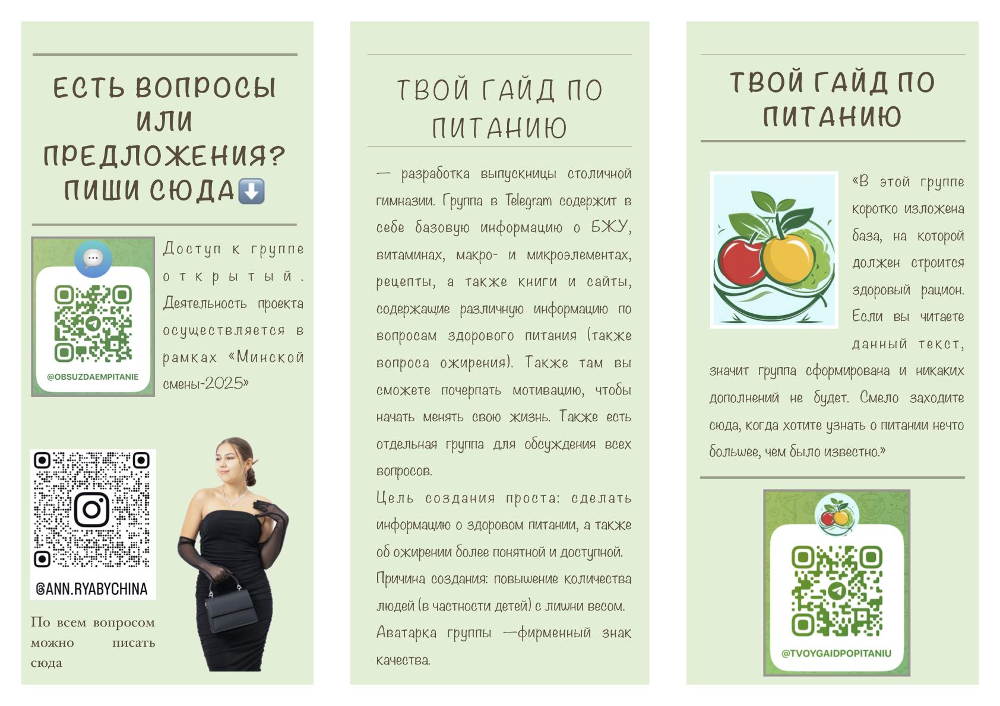 ЕСТЬ ВОПРОСЫ
ИЛИ
ПРЕДЛОЖЕНИЯ?
ПИШИ СЮДА⬇️
Доступ к группе
открытый.
Деятельность проекта
осуществляется в
рамках «Минской
смены-2025»
@OBSUZDAEMPITANIE
@ANN.RYABYCHINA
По всем вопросом
можно писать
сюда
ТВОЙ ГАЙД ПО
ПИТАНИЮ
— разработка выпускницы столичной
гимназии. Группа в Telegram содержит в
себе базовую информацию о БЖУ,
витаминах, макро- и микроэлементах,
рецепты, а также книги и сайты,
содержащие различную информацию по
вопросам здорового питания (также
вопроса ожирения). Также там вы
сможете почерпать мотивацию, чтобы
начать менять свою жизнь. Также есть
отдельная группа для обсуждения всех
вопросов.
Цель создания проста: сделать
информацию о здоровом питании, а также
об ожирении более понятной и доступной.
Причина создания: повышение количества
людей (в частности детей) с лишни весом.
Аватарка группы —фирменный знак
качества.
ТВОЙ ГАЙД ПО
ПИТАНИЮ
«В этой группе
коротко изложена
база, на которой
должен строится
здоровый рацион.
Если вы читаете
данный текст,
значит группа сформирована и никаких
дополнений не будет. Смело заходите
сюда, когда хотите узнать о питании нечто
большее, чем было известно.»
@TVOYGAIDPOPITANIU